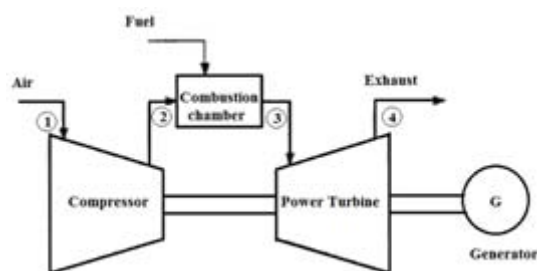 Fuel
Air
Exhaust
Combustion
chamber
1
2
3
4
Compressor
Power Turbine
G
Generator